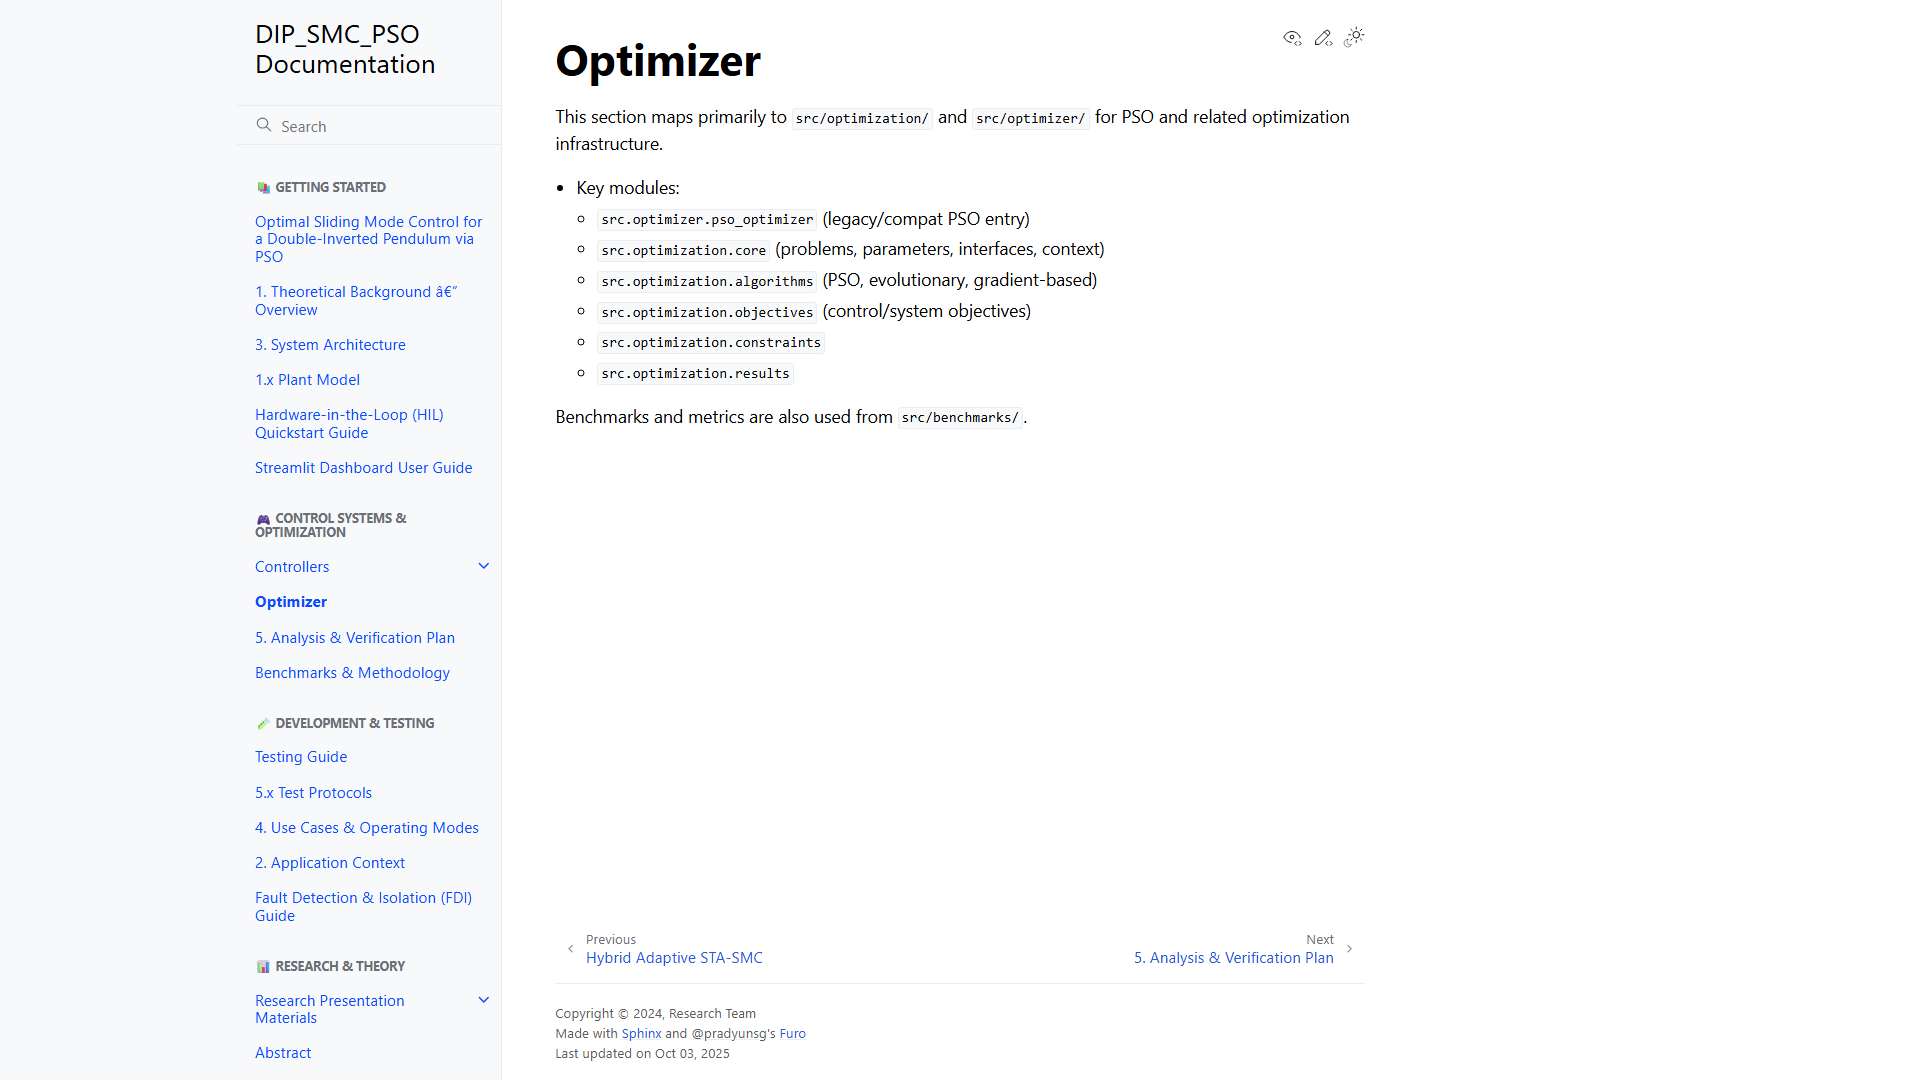 DIP_SMC_PSO
Documentation
Search
GETTING STARTED
Optimal Sliding Mode Control for
a Double-Inverted Pendulum via
PSO
1. Theoretical Background â€”
Overview
3. System Architecture
1.x Plant Model
Hardware-in-the-Loop (HIL)
Quickstart Guide
Streamlit Dashboard User Guide
CONTROL SYSTEMS &
OPTIMIZATION
Controllers
Optimizer
5. Analysis & Verification Plan
Benchmarks & Methodology
DEVELOPMENT & TESTING
Testing Guide
5.x Test Protocols
4. Use Cases & Operating Modes
2. Application Context
Fault Detection & Isolation (FDI)
Guide
RESEARCH & THEORY
Research Presentation
Materials
Abstract
Optimizer
This section maps primarily to src/optimization/ and src/optimizer/ for PSO and related optimization
infrastructure.
• Key modules:
◦ src.optimizer.pso_optimizer (legacy/compat PSO entry)
◦ src.optimization.core (problems, parameters, interfaces, context)
◦ src.optimization.algorithms (PSO, evolutionary, gradient-based)
◦ src.optimization.objectives (control/system objectives)
◦ src.optimization.constraints
◦ src.optimization.results
Benchmarks and metrics are also used from src/benchmarks/.
Previous
Hybrid Adaptive STA-SMC
Next
5. Analysis & Verification Plan
Copyright © 2024, Research Team
Made with Sphinx and @pradyunsg's Furo
Last updated on Oct 03, 2025